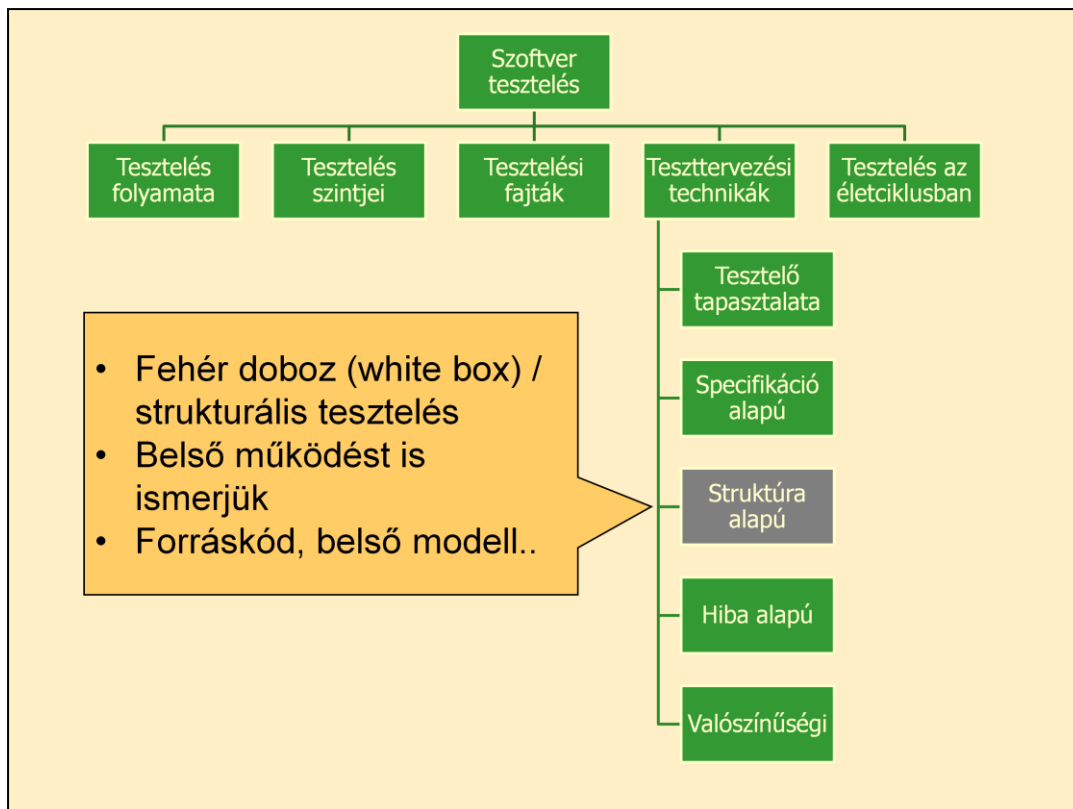 Szoftver
tesztelés
Tesztelés
folyamata
Tesztelés
szintjei
Tesztelési
fajták
Teszttervezési
technikák
Tesztelés az
életciklusban
Tesztelő
tapasztalata
• Fehér doboz (white box) /
strukturális tesztelés
• Belső működést is
ismerjük
• Forráskód, belső modell..
Specifikáció
alapú
Struktúra
alapú
Hiba alapú
Valószínűségi